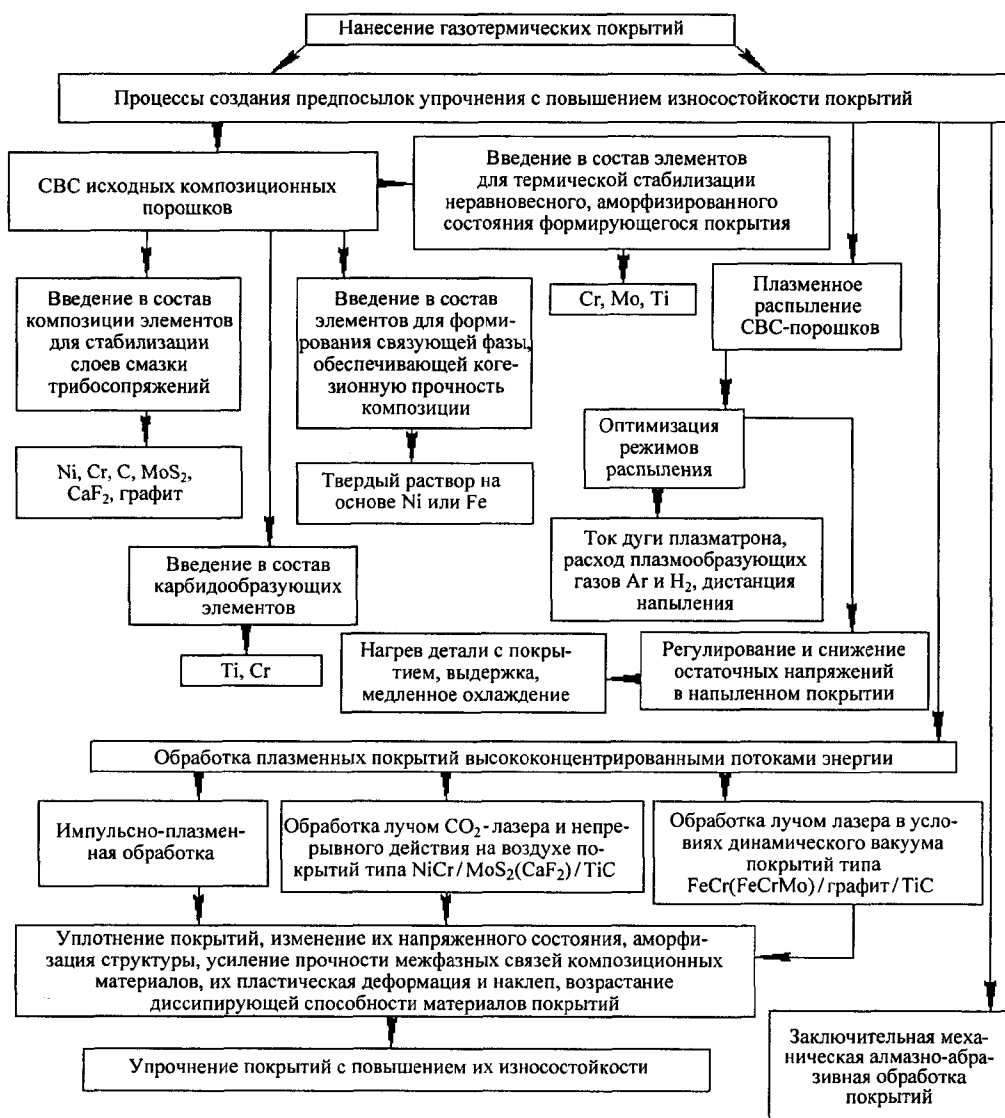 Нанесение газотермических покрытий
Процессы создания предпосылок упрочнения с повышением износостойкости покрытий
СВС исходных композиционных
порошков
Введение в состав элементов
для термической стабилизации
неравновесного, аморфизированного
состояния формирующегося покрытия
Cr, Mo, Ti
Плазменное
распыление
СВС-порошков
Введение в состав
композиции элементов
для стабилизации
слоев смазки
трибосопряжений
Введение в состав
элементов для форми-
рования связующей фазы,
обеспечивающей коге-
зионную прочность
композиции
Оптимизация
режимов
распыления
Ni, Cr, C, MoS₂,
CaF₂, графит
Твердый раствор на
основе Ni или Fe
Ток дуги плазматрона,
расход плазмообразующих
газов Ar и H₂, дистанция
напыления
Введение в состав
карбидообразующих
элементов
Ti, Cr
Нагрев детали с покры-
тием, выдержка,
медленное охлаждение
Регулирование и снижение
остаточных напряжений
в напыленном покрытии
Обработка плазменных покрытий высококонцентрированными потоками энергии
Импульсно-плазмен-
ная обработка
Обработка лучом CO₂-лазера и непре-
рывного действия на воздухе по-
крытий типа NiCr/MoS₂(CaF₂)/TiC
Обработка лучом лазера в усло-
виях динамического вакуума
покрытий типа
FeCr(FeCrMo)/графит/TiC
Уплотнение покрытий, изменение их напряженного состояния, аморфи-
зация структуры, усиление прочности межфазных связей композиционных
материалов, их пластическая деформация и наклеп, возрастание
диссипирующей способности материалов покрытий
Упрочнение покрытий с повышением их износостойкости
Заключительная меха-
ническая алмазно-абра-
зивная обработка
покрытий